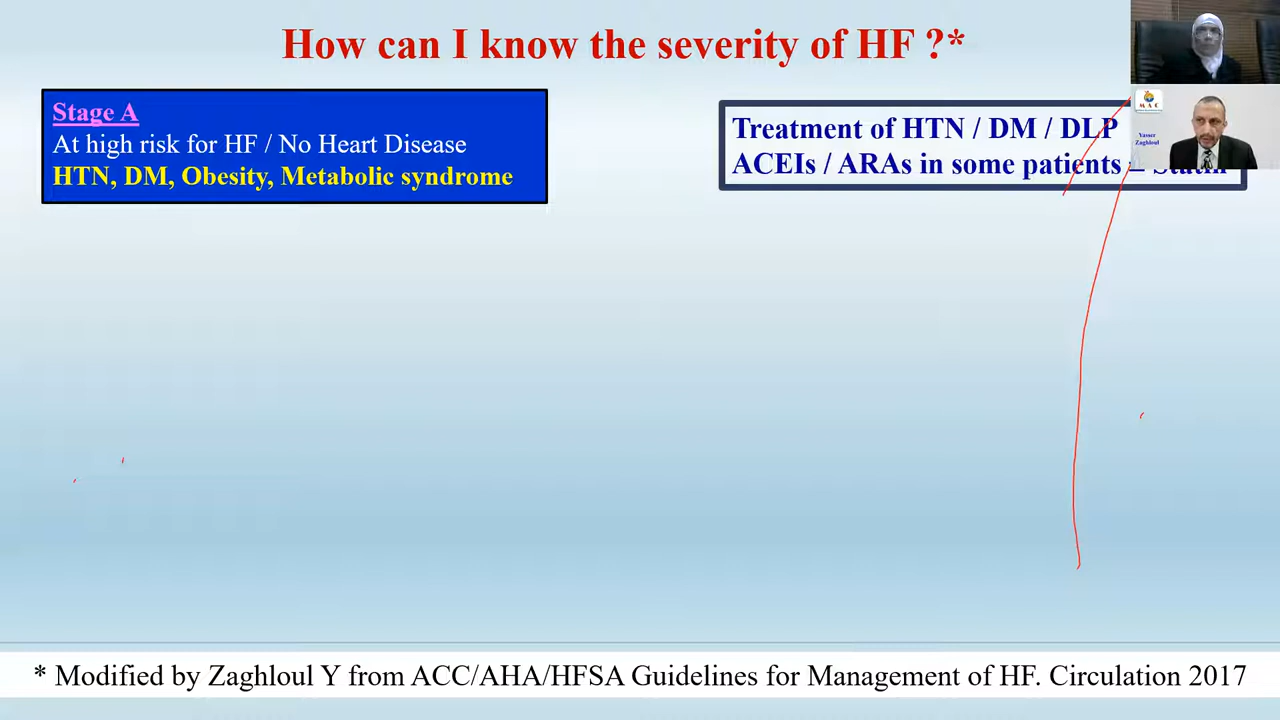 How can I know the severity of HF ?*
Stage A
At high risk for HF / No Heart Disease
HTN, DM, Obesity, Metabolic syndrome
Treatment of HTN / DM / DLP
ACEIs / ARAs in some patients
M A C
Yasser
Zaghloul
* Modified by Zaghloul Y from ACC/AHA/HFSA Guidelines for Management of HF. Circulation 2017